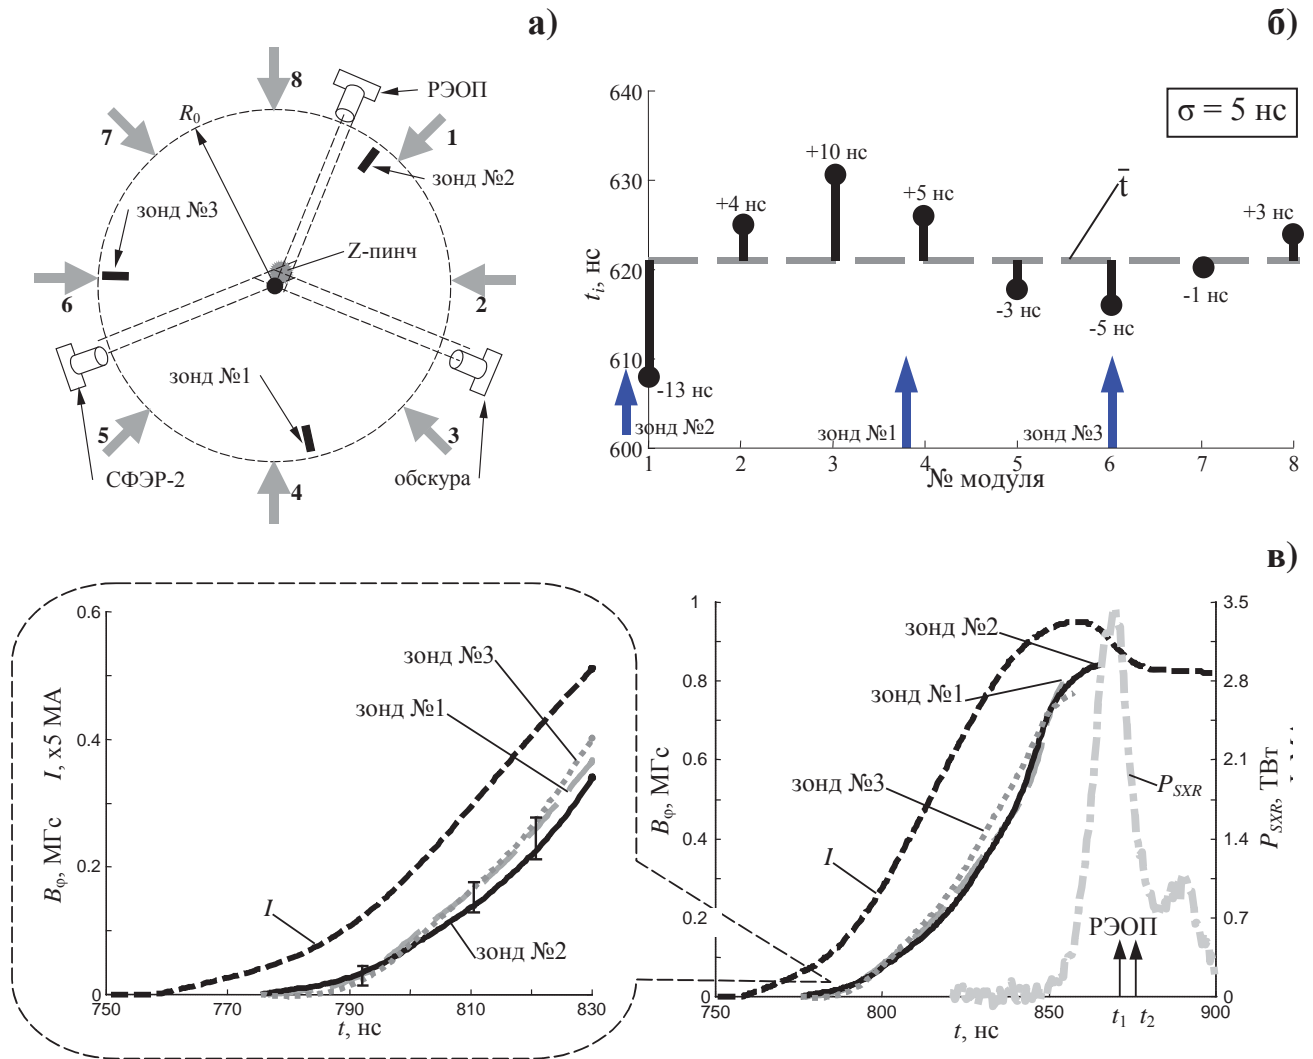 а)
8
РЭОП
R₀
7
1
зонд №2
зонд №3
Z-пинч
6
2
зонд №1
5
3
СФЭР-2
4
обскура
б)
σ = 5 нс
640
630
620
610
600
tᵢ, нс
+10 нс
+4 нс
+5 нс
t̄
+3 нс
-3 нс
-5 нс
-1 нс
-13 нс
зонд №2
зонд №1
зонд №3
1 2 3 4 5 6 7 8
№ модуля
в)
0.6
0.4
0.2
0
Bφ, МГс I, x5 МА
зонд №3
зонд №1
I
зонд №2
750 770 790 810 830
t, нс
1
0.8
0.6
0.4
0.2
0
Bφ, МГс
зонд №2
зонд №1
зонд №3
I
P_SXR
РЭОП
3.5
2.8
2.1
1.4
0.7
0
P_SXR, ТВт
750 800 850 t₁ t₂ 900
t, нс